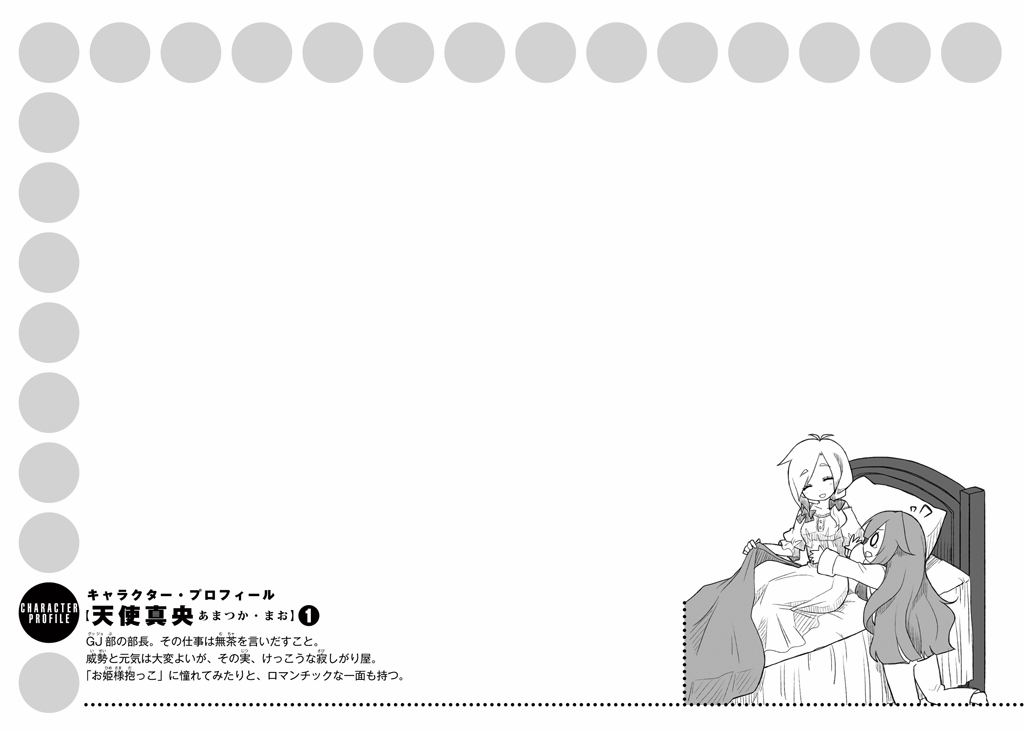 CHARACTER
PROFILE
キャラクター・プロフィール
【天使真央 あまつか・まお】❶
GJ部の部長。その仕事は無茶を言いだすこと。
威勢と元気は大変よいが、その実、けっこうな寂しがり屋。
「お姫様抱っこ」に憧れてみたりと、ロマンチックな一面も持つ。